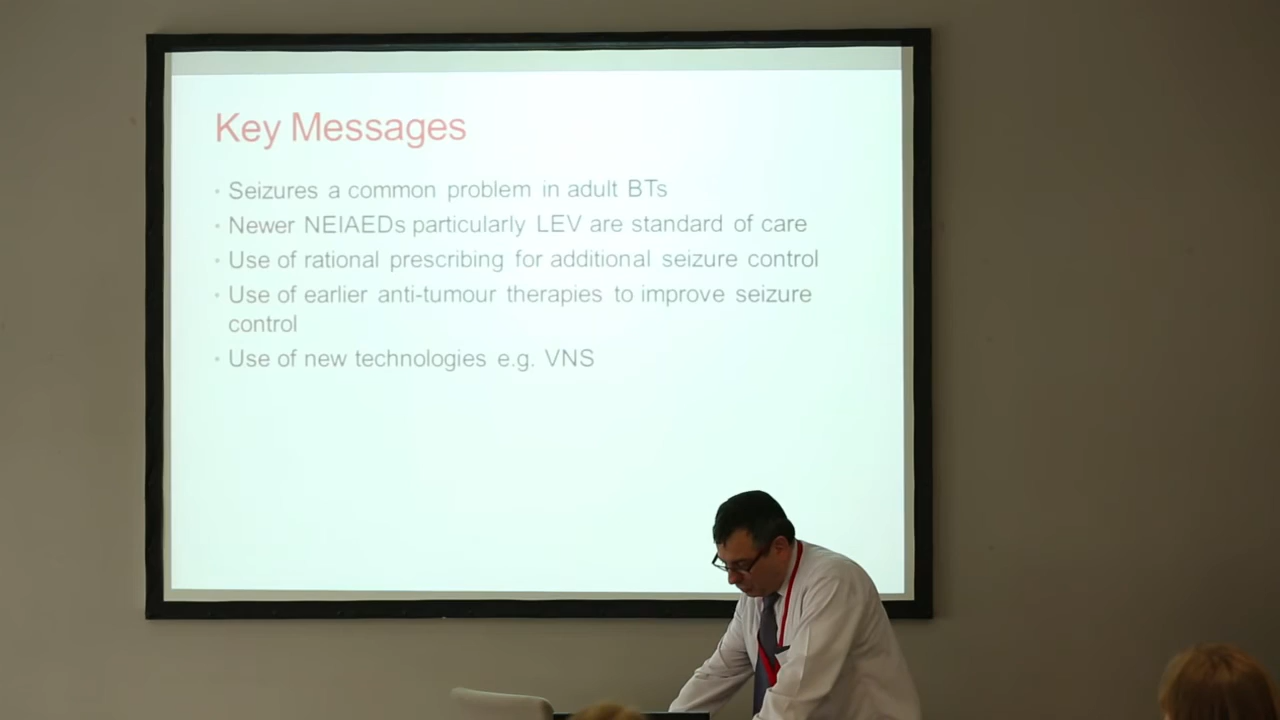 Key Messages
• Seizures a common problem in adult BTs
• Newer NEIAEDs particularly LEV are standard of care
• Use of rational prescribing for additional seizure control
• Use of earlier anti-tumour therapies to improve seizure
control
• Use of new technologies e.g. VNS